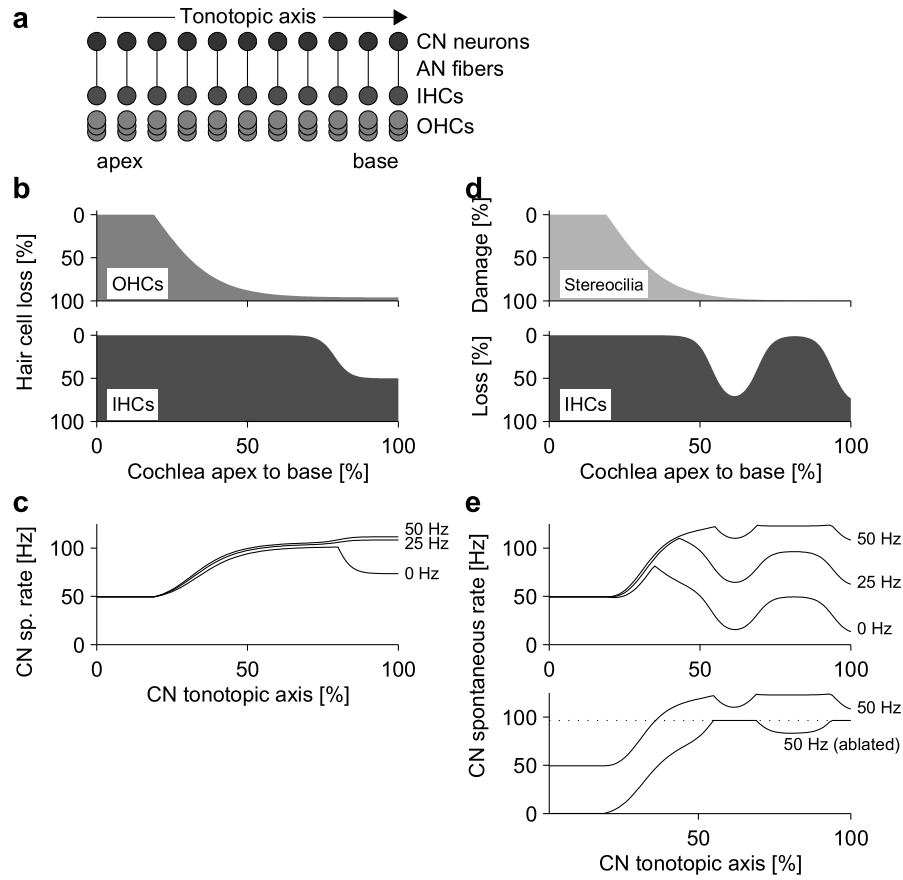 a
Tonotopic axis
CN neurons
AN fibers
IHCs
OHCs
apex
base
b
Hair cell loss [%]
0
50
100
OHCs
0
50
100
IHCs
0
50
100
Cochlea apex to base [%]
d
Damage [%]
0
50
100
Stereocilia
Loss [%]
0
50
100
IHCs
0
50
100
Cochlea apex to base [%]
c
CN sp. rate [Hz]
100
50
0
50 Hz
25 Hz
0 Hz
0
50
100
CN tonotopic axis [%]
e
CN spontaneous rate [Hz]
100
50
0
50 Hz
25 Hz
0 Hz
0
50
100
100
50
0
50 Hz
50 Hz (ablated)
50
100
CN tonotopic axis [%]